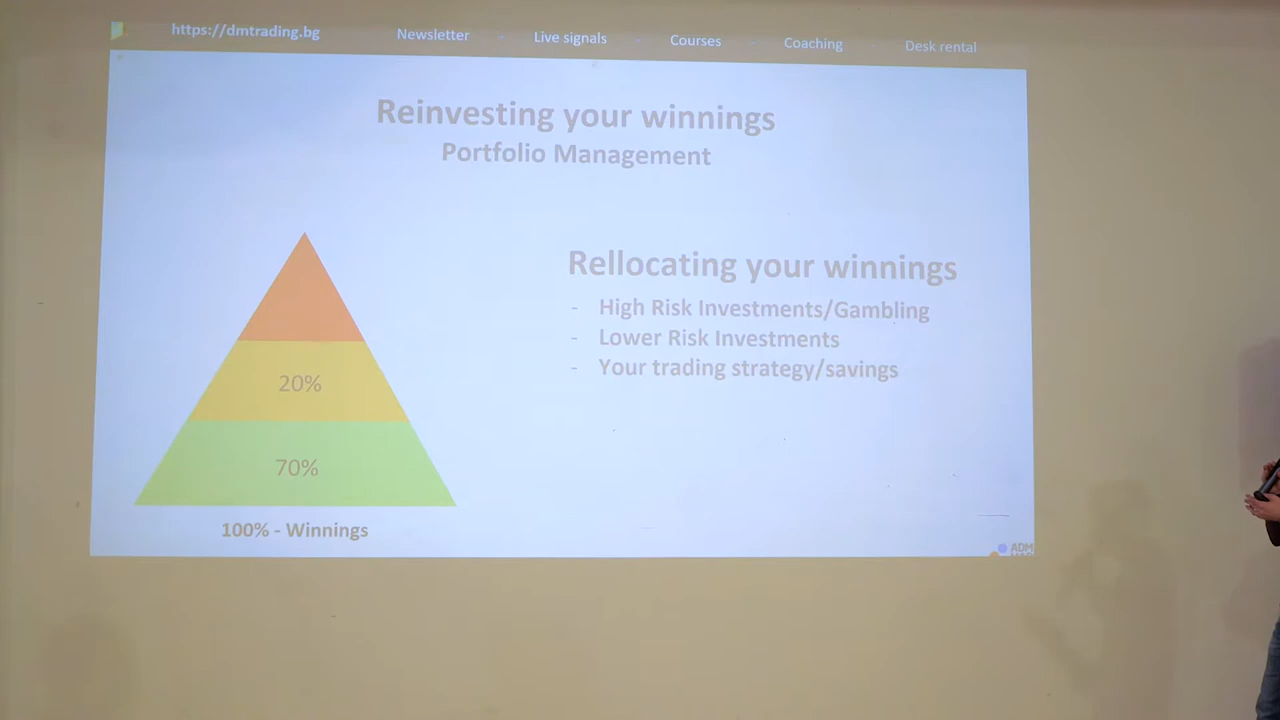 https://dmtrading.bg Newsletter - Live signals - Courses - Coaching - Desk rental
Reinvesting your winnings
Portfolio Management
Rellocating your winnings
- High Risk Investments/Gambling
- Lower Risk Investments
- Your trading strategy/savings
20%
70%
100% - Winnings
ADM